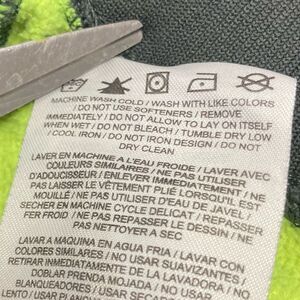 MACHINE WASH COLD / WASH WITH LIKE COLORS
/ DO NOT USE SOFTENERS / REMOVE
IMMEDIATELY / DO NOT ALLOW TO LAY ON ITSELF
WHEN WET / DO NOT BLEACH / TUMBLE DRY LOW
/ COOL IRON / DO NOT IRON DESIGN / DO NOT
DRY CLEAN
LAVER EN MACHINE A L'EAU FROIDE / LAVER AVEC
COULEURS SIMILAIRES / NE PAS UTILISER
D'ADOUCISSEUR / ENLEVER IMMÉDIATEMENT / NE
PAS LAISSER LE VÊTEMENT PLIÉ LORSQU'IL EST
MOUILLÉ / NE PAS UTILISER D'EAU DE JAVEL /
SECHER EN MACHINE CYCLE DELICAT / REPASSER
FER FROID / NE PAS REPASSER LE DESSIN / NE
PAS NETTOYER A SEC
LAVAR A MAQUINA EN AGUA FRIA / LAVAR CON
COLORES SIMILARES / NO USAR SUAVIZANTES /
RETIRAR INMEDIATAMENTE DE LA LAVADORA / NO
DOBLAR PRENDA MOJADA / NO USAR BLANQUEADOR